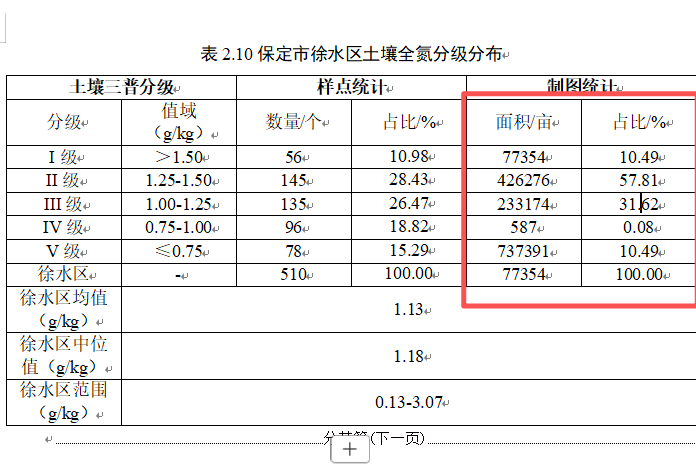 表 2.10 保定市徐水区土壤全氮分级分布
土壤三普分级 样点统计 制图统计
分级 值域（g/kg） 数量/个 占比/% 面积/亩 占比/%
I 级 ＞1.50 56 10.98 77354 10.49
II 级 1.25-1.50 145 28.43 426276 57.81
III 级 1.00-1.25 135 26.47 233174 31.62
IV 级 0.75-1.00 96 18.82 587 0.08
V 级 ≤0.75 78 15.29 737391 10.49
徐水区 - 510 100.00 77354 100.00
徐水区均值（g/kg） 1.13
徐水区中位值（g/kg） 1.18
徐水区范围（g/kg） 0.13-3.07
(下一页)